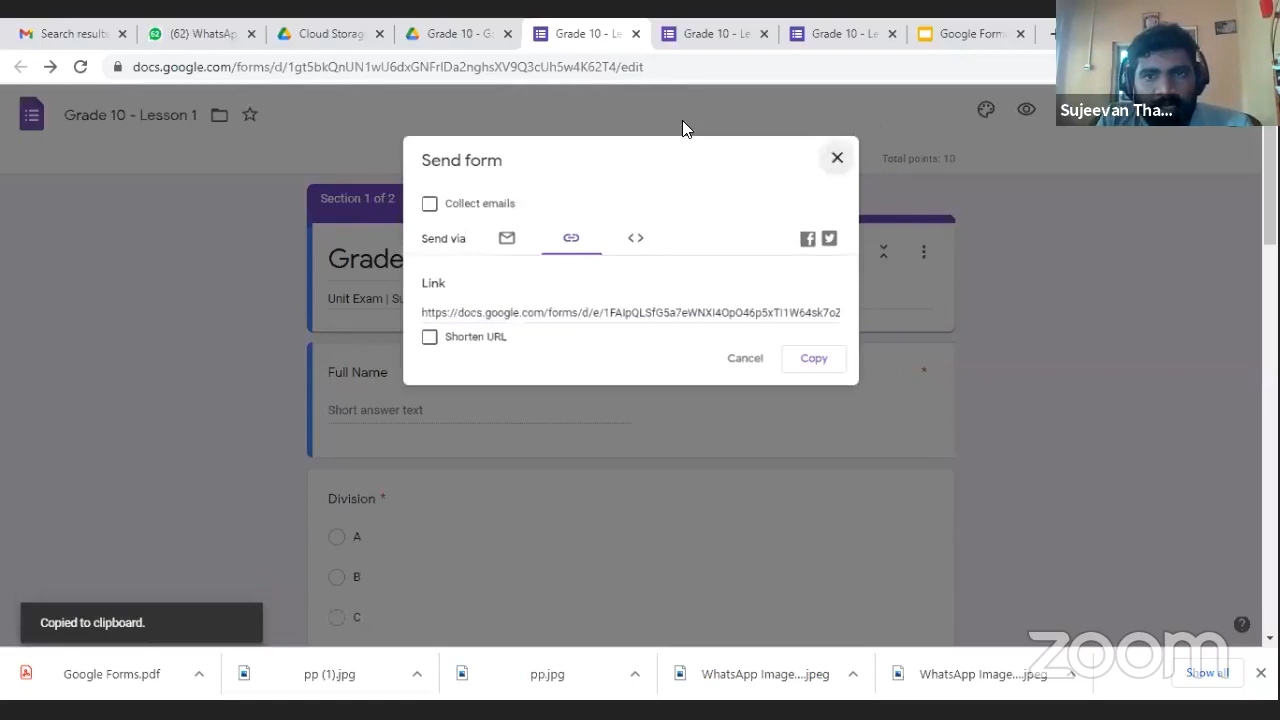 Search results
(62) WhatsA
Cloud Storag
Grade 10 - G
Grade 10 - Le
Grade 10 - Le
Grade 10 - Le
Google Form
docs.google.com/forms/d/1gt5bkQnUN1wU6dxGNFrIDa2nghsXV9Q3cUh5w4K62T4/edit
Sujeevan Tha...
Grade 10 - Lesson 1
Total points: 10
Send form
Section 1 of 2
Collect emails
Send via
Grade
Link
Unit Exam | Su
https://docs.google.com/forms/d/e/1FAIpQLSfG5a7eWNXI4OpO46p5xTI1W64sk7oZ
Shorten URL
Cancel
Copy
Full Name
*
Short answer text
Division *
A
B
C
Copied to clipboard.
zoom
Google Forms.pdf
pp (1).jpg
pp.jpg
WhatsApp Image....jpeg
WhatsApp Image....jpeg
Show all